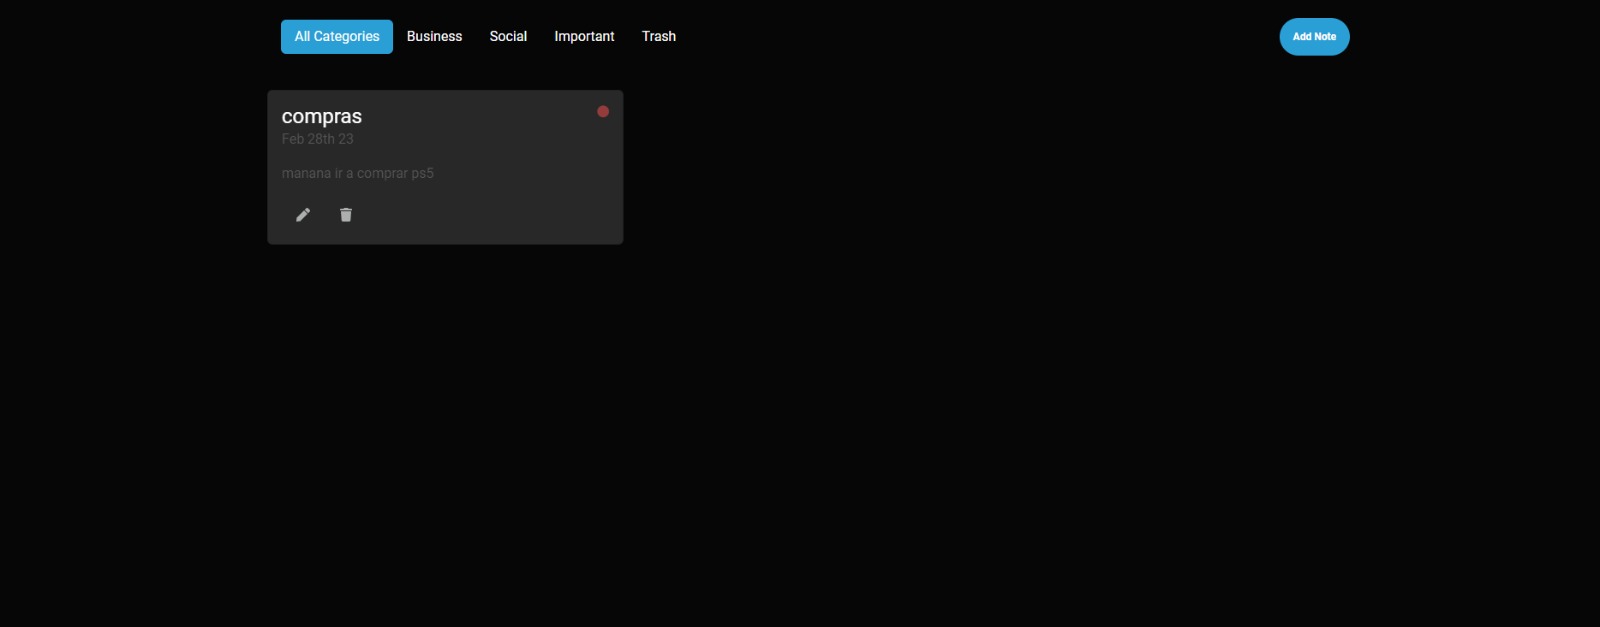 All Categories Business Social Important Trash Add Note
compras
Feb 28th 23
manana ir a comprar ps5